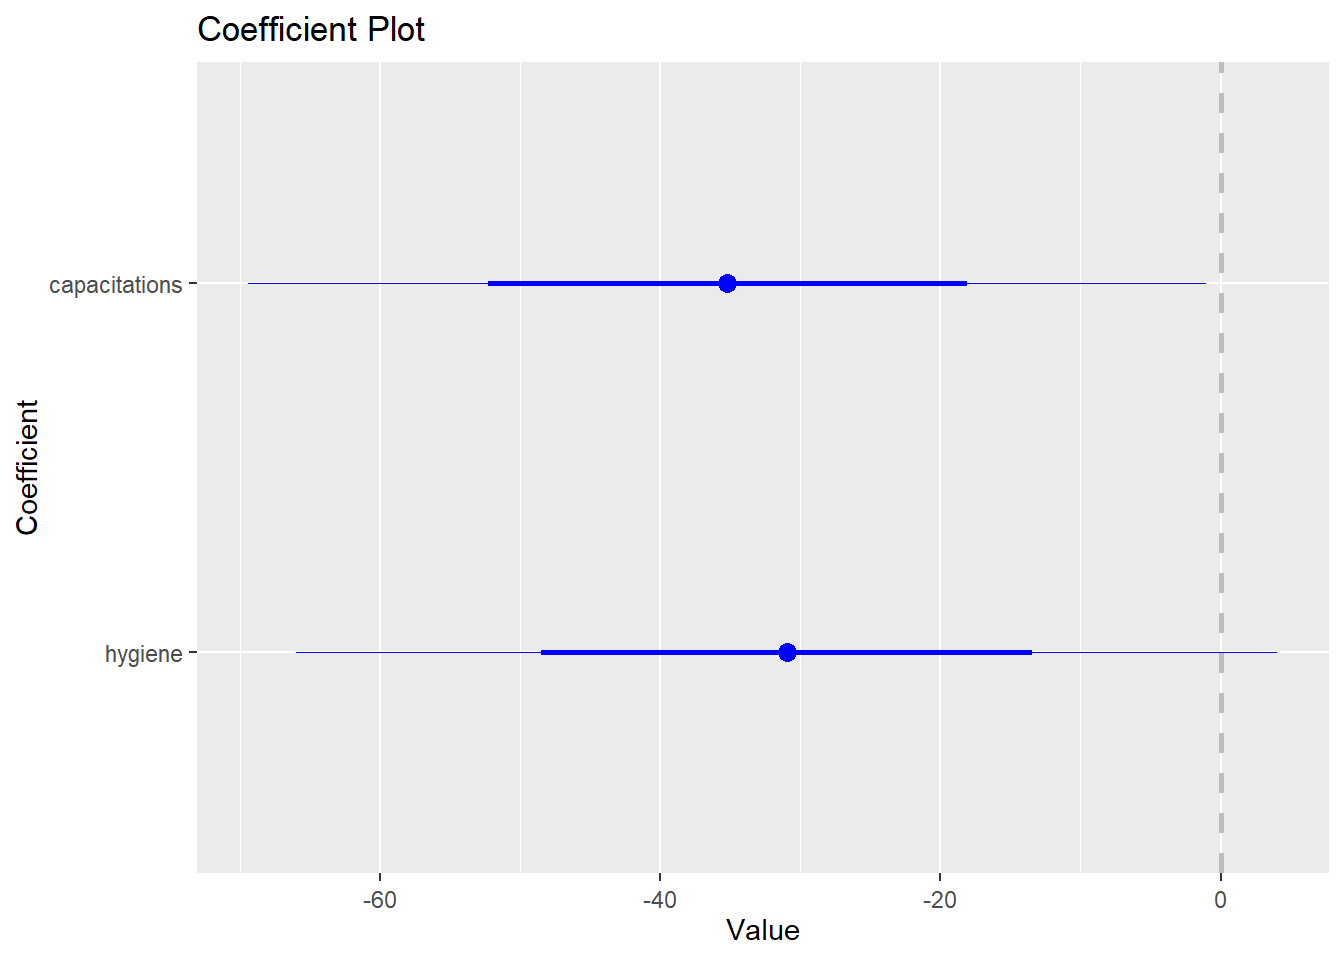 Coefficient Plot
Coefficient
capacitations
hygiene
-60 -40 -20 0
Value